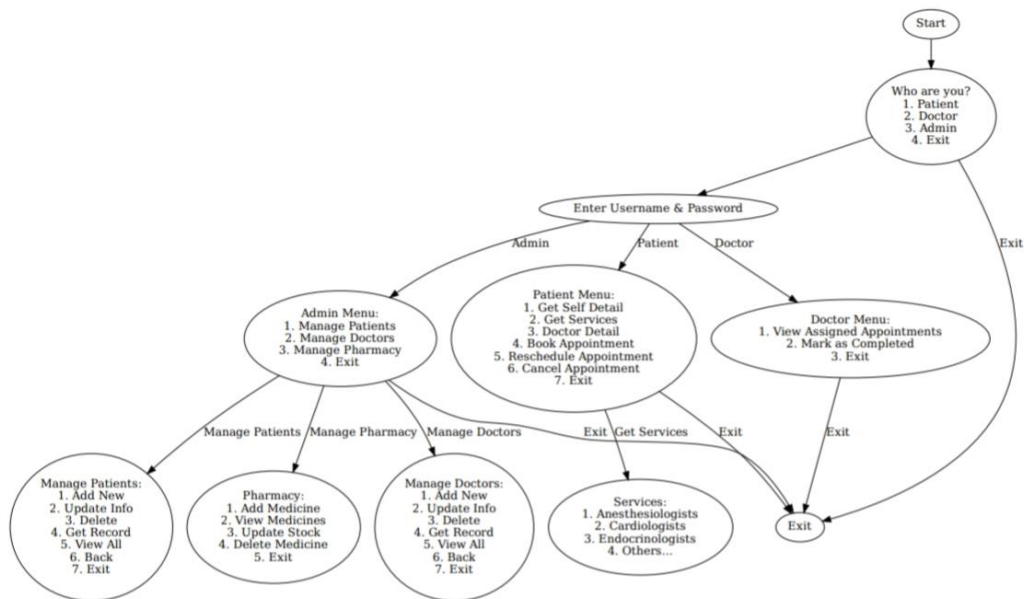 Start
Who are you?
1. Patient
2. Doctor
3. Admin
4. Exit
Enter Username & Password
Exit
Admin
Patient
Doctor
Admin Menu:
1. Manage Patients
2. Manage Doctors
3. Manage Pharmacy
4. Exit
Patient Menu:
1. Get Self Detail
2. Get Services
3. Doctor Detail
4. Book Appointment
5. Reschedule Appointment
6. Cancel Appointment
7. Exit
Doctor Menu:
1. View Assigned Appointments
2. Mark as Completed
3. Exit
Manage Patients
Manage Pharmacy
Manage Doctors
Exit
Get Services
Exit
Exit
Manage Patients:
1. Add New
2. Update Info
3. Delete
4. Get Record
5. View All
6. Back
7. Exit
Pharmacy:
1. Add Medicine
2. View Medicines
3. Update Stock
4. Delete Medicine
5. Exit
Manage Doctors:
1. Add New
2. Update Info
3. Delete
4. Get Record
5. View All
6. Back
7. Exit
Services:
1. Anesthesiologists
2. Cardiologists
3. Endocrinologists
4. Others...
Exit